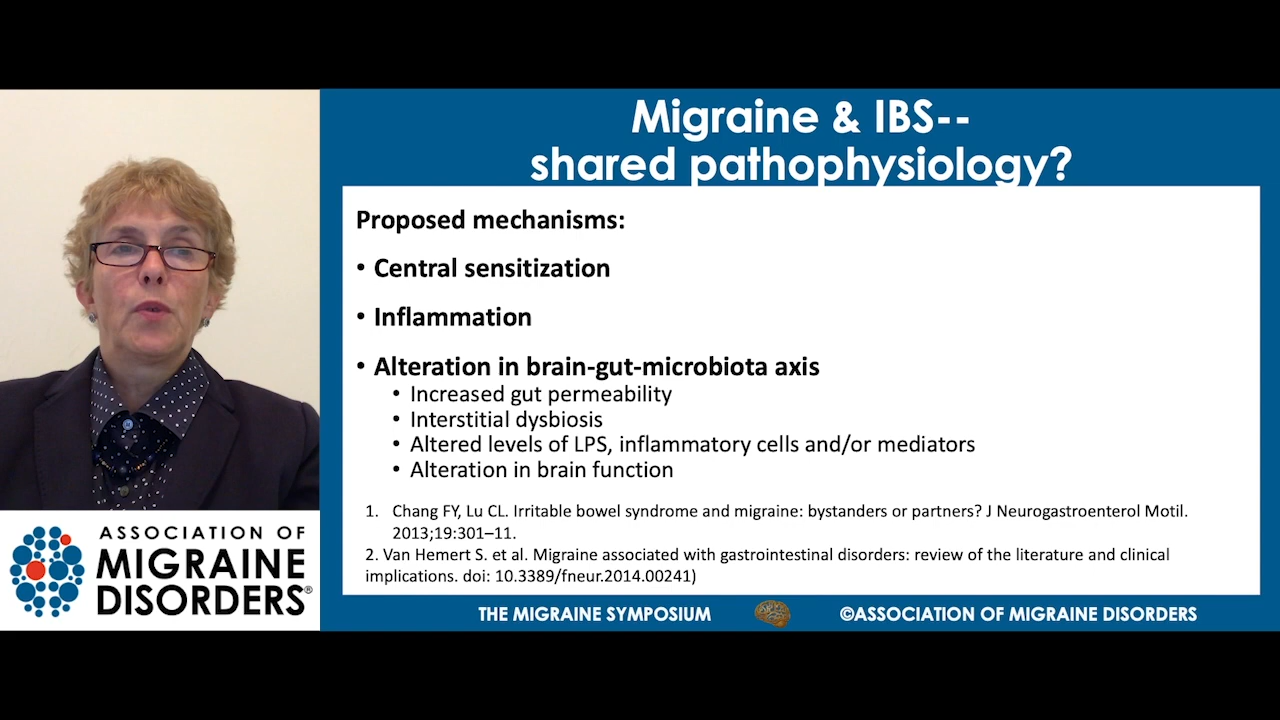 Migraine & IBS--
shared pathophysiology?
Proposed mechanisms:
• Central sensitization
• Inflammation
• Alteration in brain-gut-microbiota axis
• Increased gut permeability
• Interstitial dysbiosis
• Altered levels of LPS, inflammatory cells and/or mediators
• Alteration in brain function
1. Chang FY, Lu CL. Irritable bowel syndrome and migraine: bystanders or partners? J Neurogastroenterol Motil.
2013;19:301–11.
2. Van Hemert S. et al. Migraine associated with gastrointestinal disorders: review of the literature and clinical
implications. doi: 10.3389/fneur.2014.00241)
ASSOCIATION OF
MIGRAINE
DISORDERS®
THE MIGRAINE SYMPOSIUM
©ASSOCIATION OF MIGRAINE DISORDERS